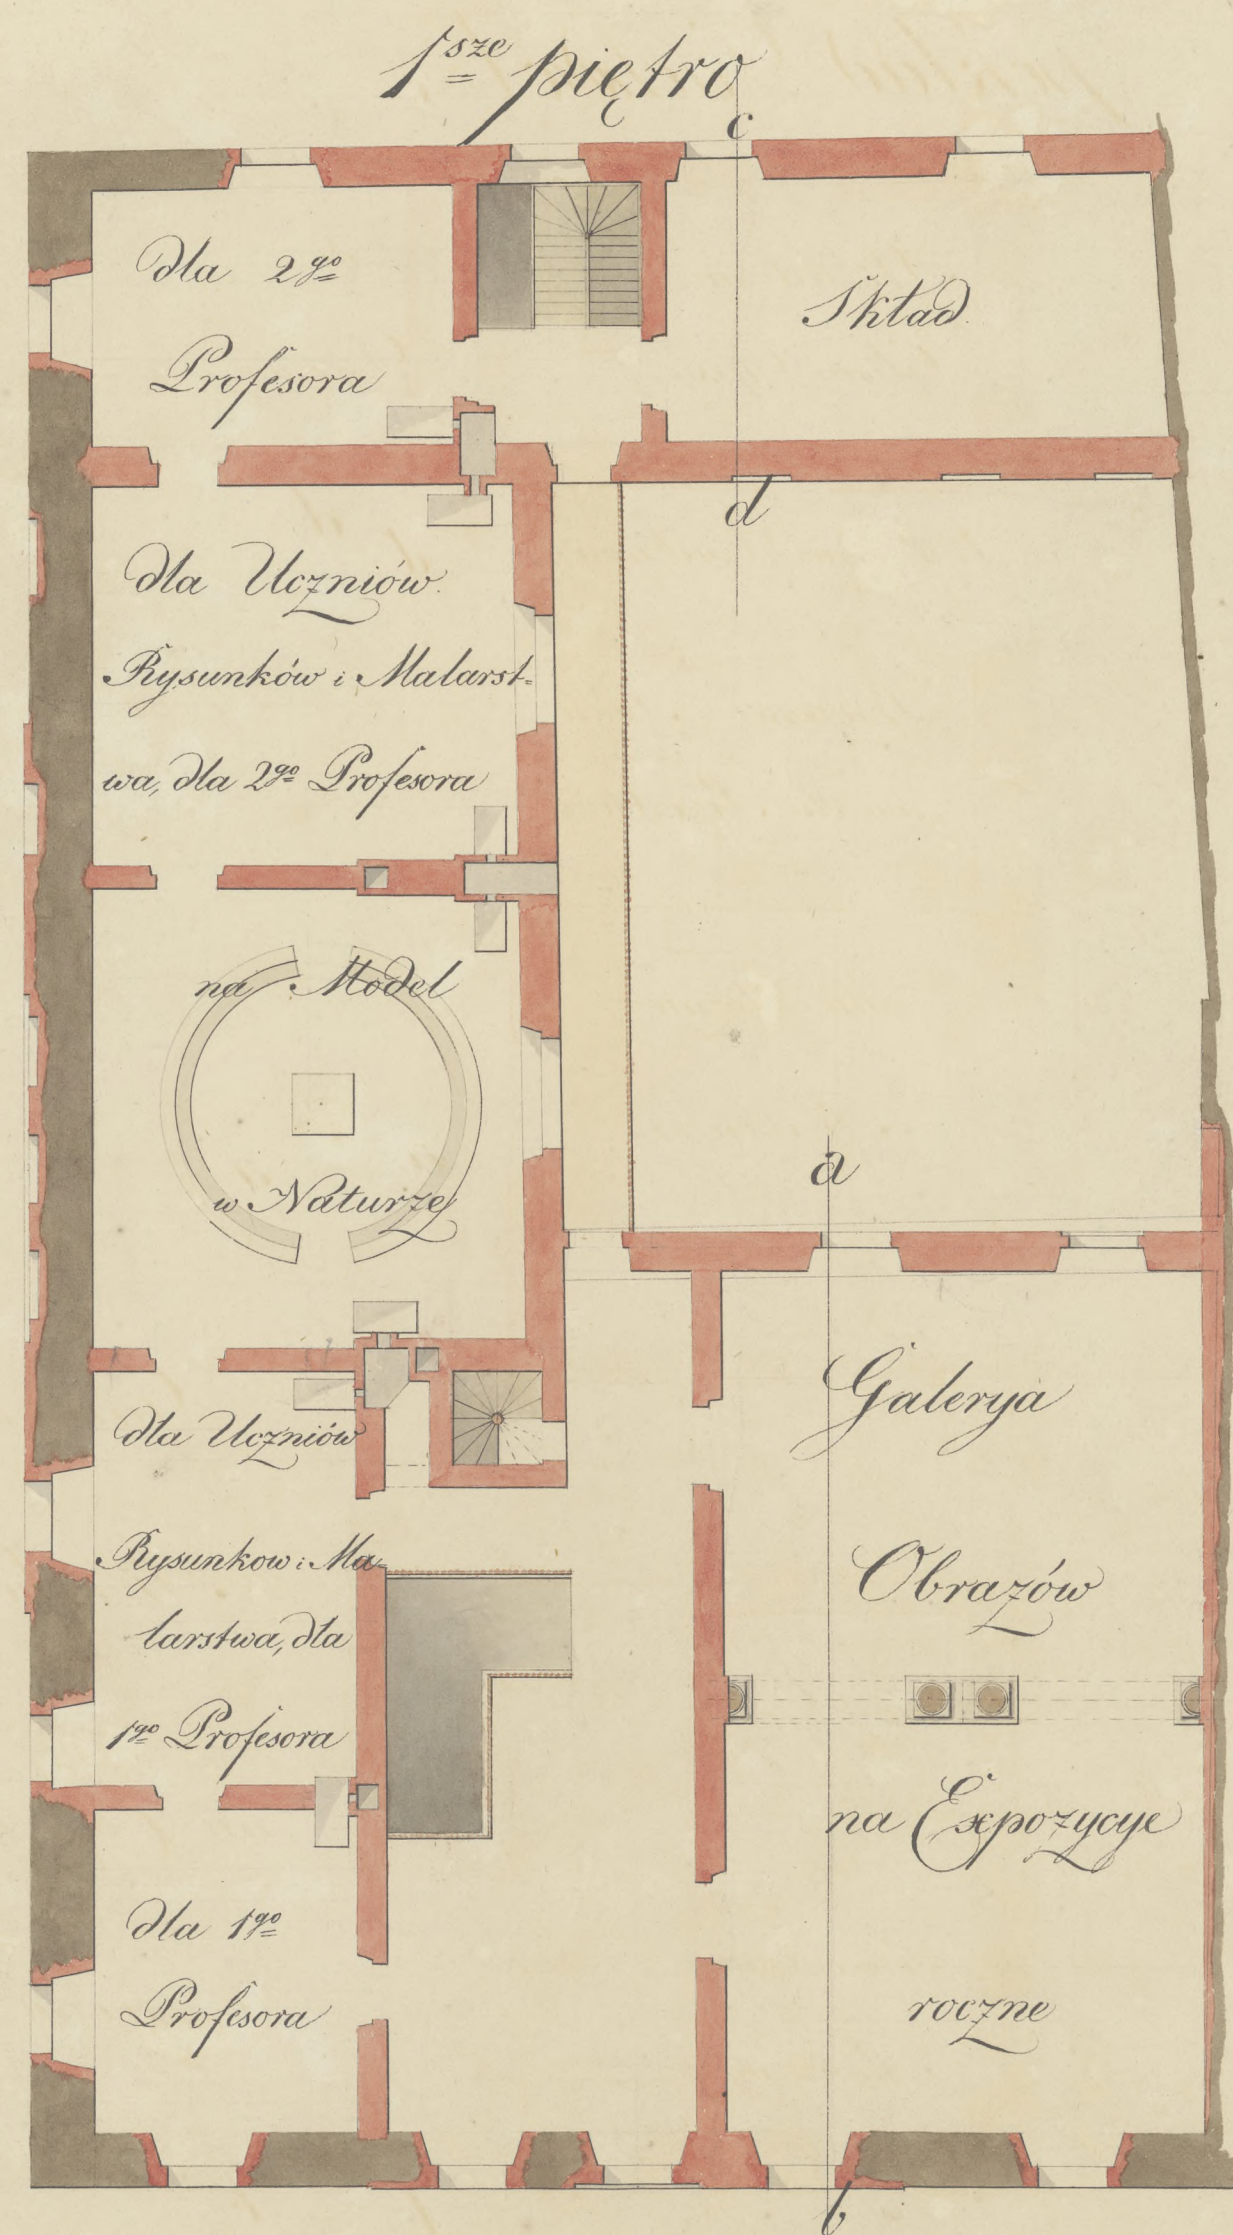 1sze piętro
c
dla 2go
Profesora
Skład
d
dla Uczniów.
Rysunków i Malarst-
wa, dla 2go Profesora
na Model
w Naturze
a
Galerya
Obrazów
na Expozycye
roczne
dla Uczniów
Rysunkow i Ma-
larstwa, dla
1go Profesora
dla 1go
Profesora
b